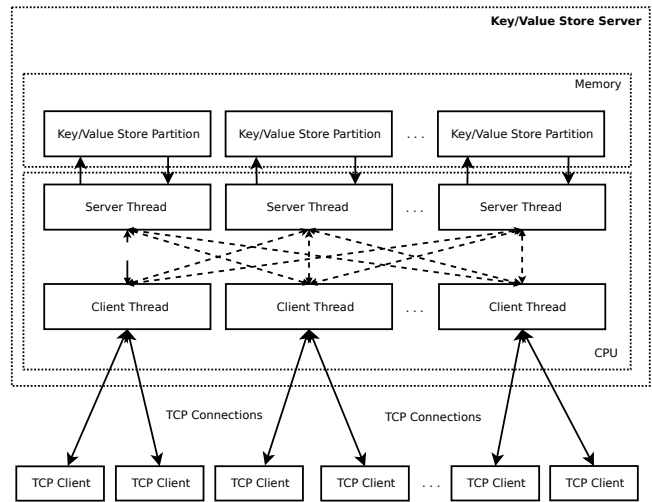 Key/Value Store Server
Memory
Key/Value Store Partition Key/Value Store Partition ... Key/Value Store Partition
Server Thread Server Thread ... Server Thread
Client Thread Client Thread ... Client Thread
CPU
TCP Connections TCP Connections
TCP Client TCP Client TCP Client TCP Client ... TCP Client TCP Client